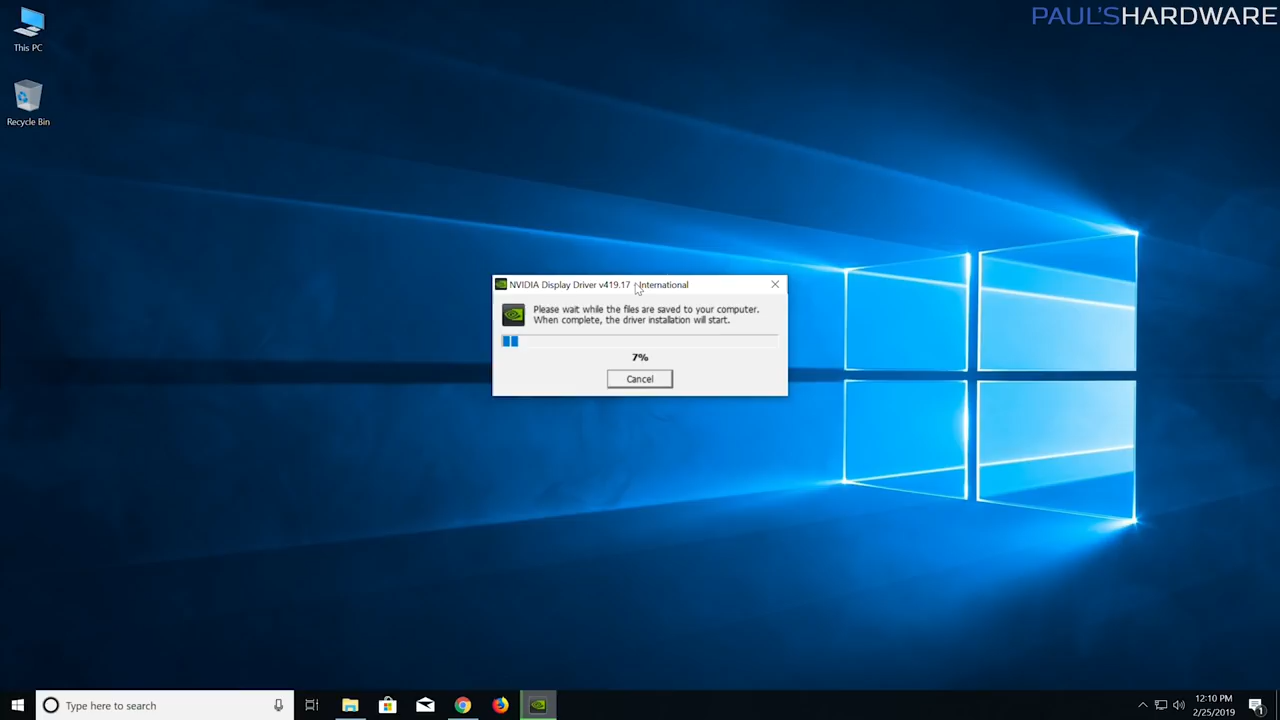 PAUL'SHARDWARE
This PC
Recycle Bin
NVIDIA Display Driver v419.17 - International
Please wait while the files are saved to your computer.
When complete, the driver installation will start.
7%
Cancel
Type here to search
12:10 PM
2/25/2019
1